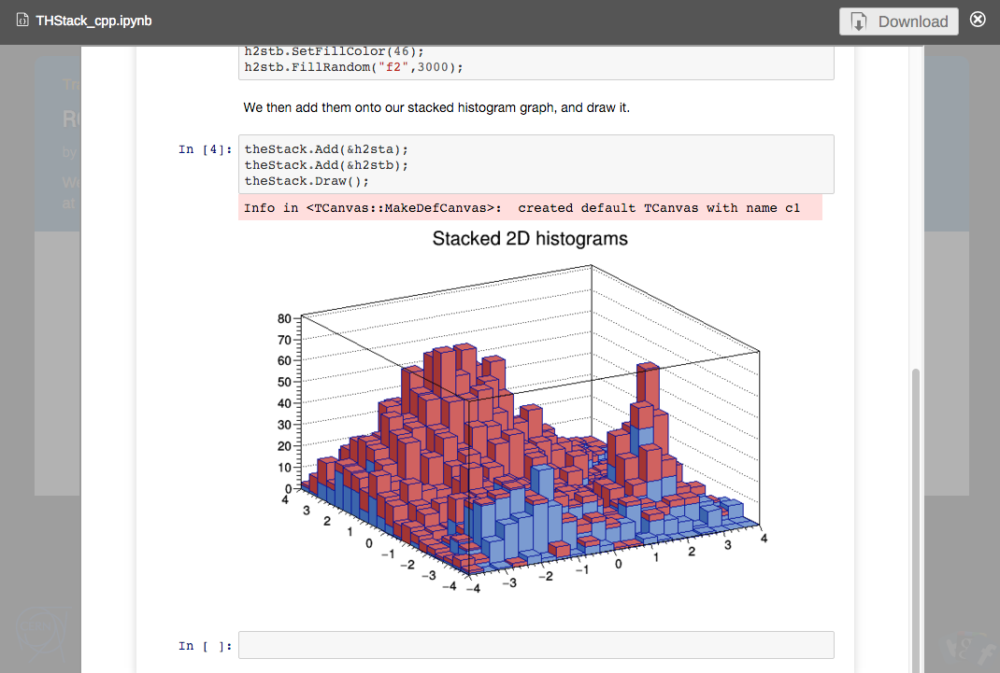 THStack_cpp.ipynb
Download
h2stb.SetFillColor(46);
h2stb.FillRandom("f2",3000);
We then add them onto our stacked histogram graph, and draw it.
In [4]:
theStack.Add(&h2sta);
theStack.Add(&h2stb);
theStack.Draw();
Info in <TCanvas::MakeDefCanvas>:  created default TCanvas with name c1
Stacked 2D histograms
80
70
60
50
40
30
20
10
0
4
3
2
1
0
−1
−2
−3
−4
−4
−3
−2
−1
0
1
2
3
4
In [ ]:
by
at